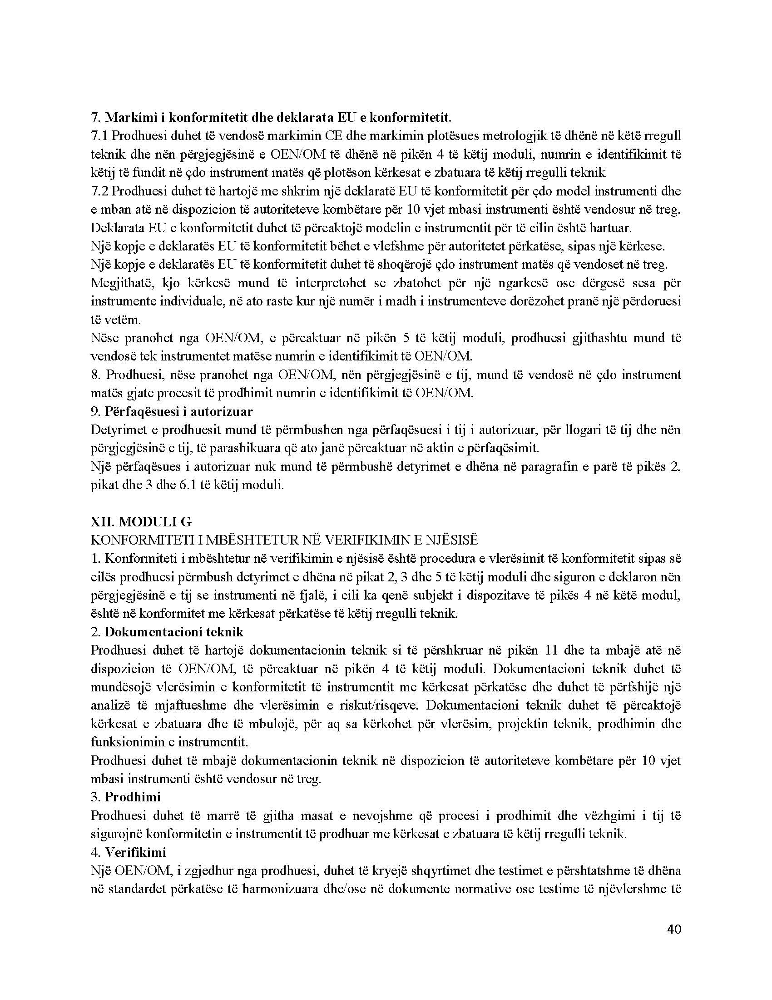 7. Markimi i konformitetit dhe deklarata EU e konformitetit.
7.1 Prodhuesi duhet të vendosë markimin CE dhe markimin plotësues metrologjik të dhënë në këtë rregull
teknik dhe nën përgjegjësinë e OEN/OM të dhënë në pikën 4 të këtij moduli, numrin e identifikimit të
këtij të fundit në çdo instrument matës që plotëson kërkesat e zbatuara të këtij rregulli teknik
7.2 Prodhuesi duhet të hartojë me shkrim një deklaratë EU të konformitetit për çdo model instrumenti dhe
e mban atë në dispozicion të autoriteteve kombëtare për 10 vjet mbasi instrumenti është vendosur në treg.
Deklarata EU e konformitetit duhet të përcaktojë modelin e instrumentit për të cilin është hartuar.
Një kopje e deklaratës EU të konformitetit bëhet e vlefshme për autoritetet përkatëse, sipas një kërkese.
Një kopje e deklaratës EU të konformitetit duhet të shoqërojë çdo instrument matës që vendoset në treg.
Megjithatë, kjo kërkesë mund të interpretohet se zbatohet për një ngarkesë ose dërgesë sesa për
instrumente individuale, në ato raste kur një numër i madh i instrumenteve dorëzohet pranë një përdoruesi
të vetëm.
Nëse pranohet nga OEN/OM, e përcaktuar në pikën 5 të këtij moduli, prodhuesi gjithashtu mund të
vendosë tek instrumentet matëse numrin e identifikimit të OEN/OM.
8. Prodhuesi, nëse pranohet nga OEN/OM, nën përgjegjësinë e tij, mund të vendosë në çdo instrument
matës gjate procesit të prodhimit numrin e identifikimit të OEN/OM.
9. Përfaqësuesi i autorizuar
Detyrimet e prodhuesit mund të përmbushen nga përfaqësuesi i tij i autorizuar, për llogari të tij dhe nën
përgjegjësinë e tij, të parashikuara që ato janë përcaktuar në aktin e përfaqësimit.
Një përfaqësues i autorizuar nuk mund të përmbushë detyrimet e dhëna në paragrafin e parë të pikës 2,
pikat dhe 3 dhe 6.1 të këtij moduli.
XII. MODULI G
KONFORMITETI I MBËSHTETUR NË VERIFIKIMIN E NJËSISË
1. Konformiteti i mbështetur në verifikimin e njësisë është procedura e vlerësimit të konformitetit sipas së
cilës prodhuesi përmbush detyrimet e dhëna në pikat 2, 3 dhe 5 të këtij moduli dhe siguron e deklaron nën
përgjegjësinë e tij se instrumenti në fjalë, i cili ka qenë subjekt i dispozitave të pikës 4 në këtë modul,
është në konformitet me kërkesat përkatëse të këtij rregulli teknik.
2. Dokumentacioni teknik
Prodhuesi duhet të hartojë dokumentacionin teknik si të përshkruar në pikën 11 dhe ta mbajë atë në
dispozicion të OEN/OM, të përcaktuar në pikën 4 të këtij moduli. Dokumentacioni teknik duhet të
mundësojë vlerësimin e konformitetit të instrumentit me kërkesat përkatëse dhe duhet të përfshijë një
analizë të mjaftueshme dhe vlerësimin e riskut/risqeve. Dokumentacioni teknik duhet të përcaktojë
kërkesat e zbatuara dhe të mbulojë, për aq sa kërkohet për vlerësim, projektin teknik, prodhimin dhe
funksionimin e instrumentit.
Prodhuesi duhet të mbajë dokumentacionin teknik në dispozicion të autoriteteve kombëtare për 10 vjet
mbasi instrumenti është vendosur në treg.
3. Prodhimi
Prodhuesi duhet të marrë të gjitha masat e nevojshme që procesi i prodhimit dhe vëzhgimi i tij të
sigurojnë konformitetin e instrumentit të prodhuar me kërkesat e zbatuara të këtij rregulli teknik.
4. Verifikimi
Një OEN/OM, i zgjedhur nga prodhuesi, duhet të kryejë shqyrtimet dhe testimet e përshtatshme të dhëna
në standardet përkatëse të harmonizuara dhe/ose në dokumente normative ose testime të njëvlershme të
40